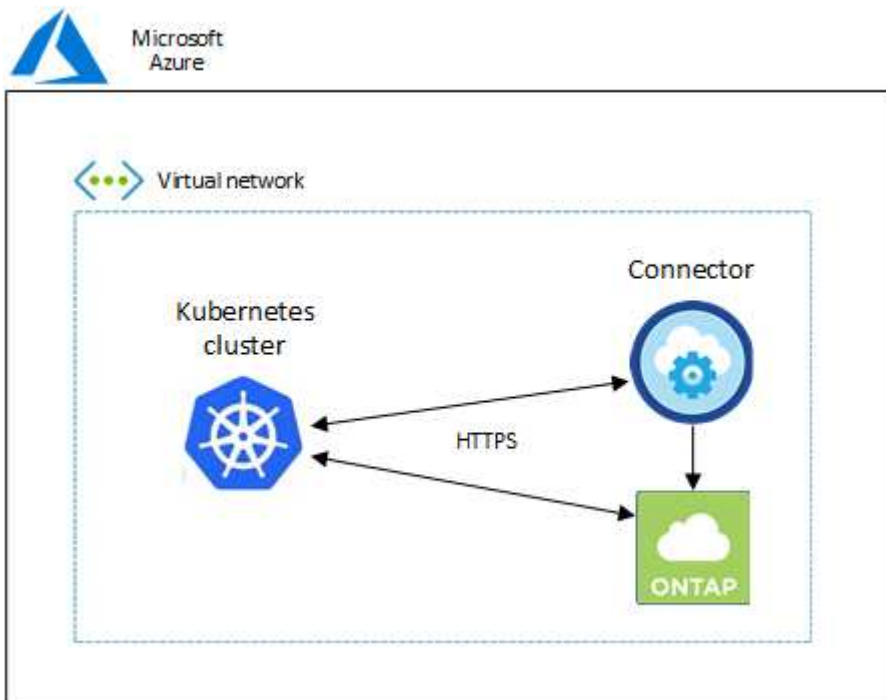 Microsoft
Azure
Virtual network
Connector
Kubernetes
cluster
HTTPS
ONTAP